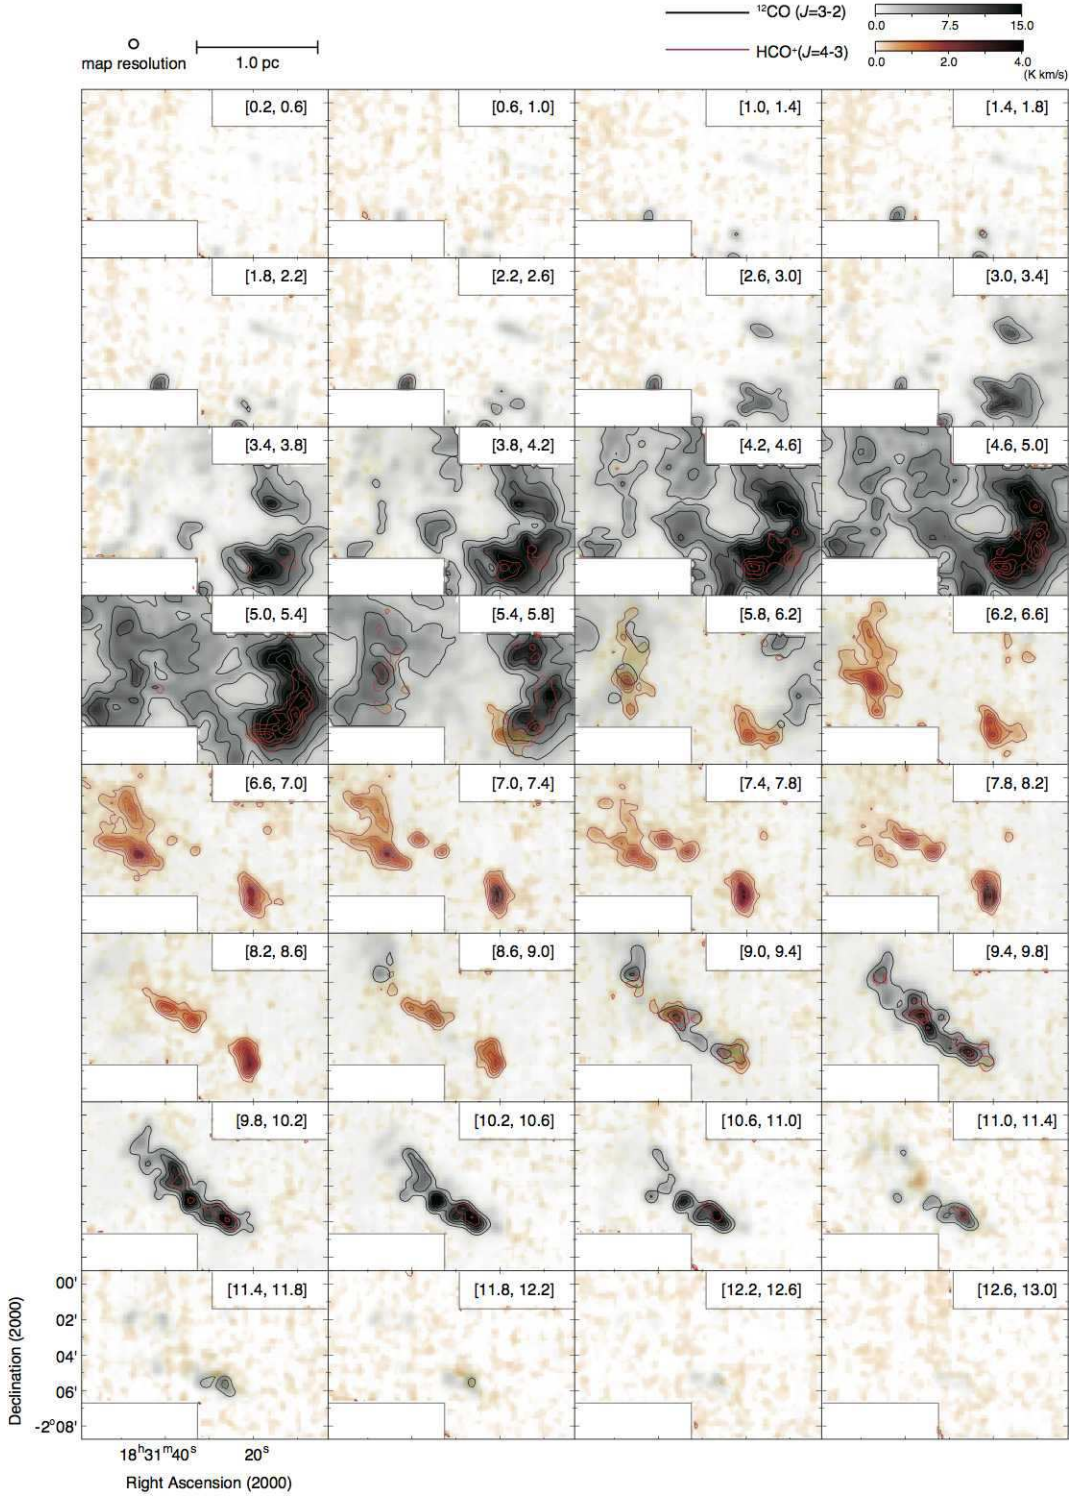 ¹²CO (J=3-2)
0.0 7.5 15.0
map resolution
1.0 pc
HCO⁺(J=4-3)
0.0 2.0 4.0
(K km/s)
[0.2, 0.6] [0.6, 1.0] [1.0, 1.4] [1.4, 1.8]
[1.8, 2.2] [2.2, 2.6] [2.6, 3.0] [3.0, 3.4]
[3.4, 3.8] [3.8, 4.2] [4.2, 4.6] [4.6, 5.0]
[5.0, 5.4] [5.4, 5.8] [5.8, 6.2] [6.2, 6.6]
[6.6, 7.0] [7.0, 7.4] [7.4, 7.8] [7.8, 8.2]
[8.2, 8.6] [8.6, 9.0] [9.0, 9.4] [9.4, 9.8]
[9.8, 10.2] [10.2, 10.6] [10.6, 11.0] [11.0, 11.4]
[11.4, 11.8] [11.8, 12.2] [12.2, 12.6] [12.6, 13.0]
Declination (2000)
00'
02'
04'
06'
-2°08'
18ʰ31ᵐ40ˢ 20ˢ
Right Ascension (2000)